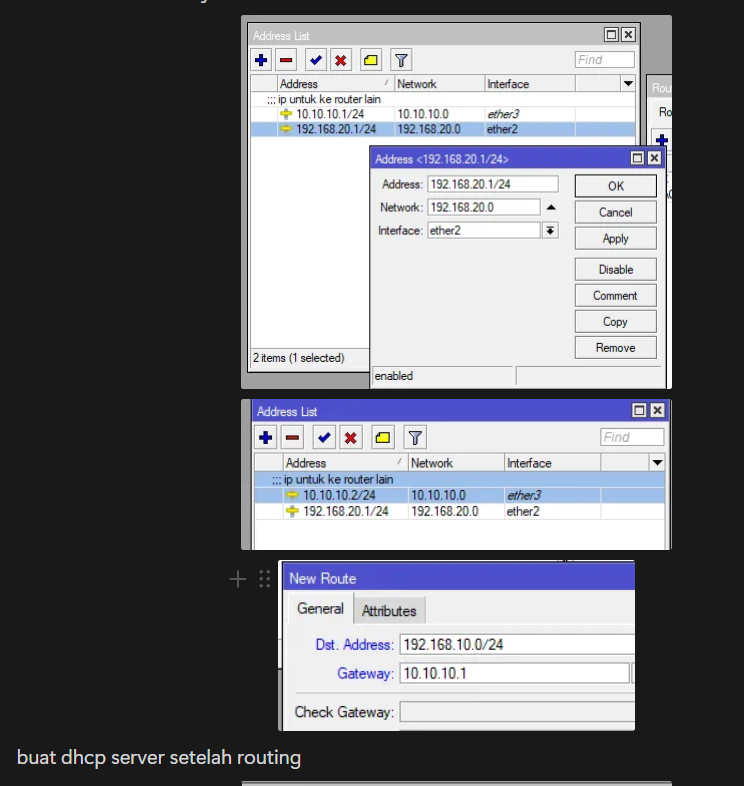 Address List
Find
Address / Network Interface
;;; ip untuk ke router lain
10.10.10.1/24 10.10.10.0 ether3
192.168.20.1/24 192.168.20.0 ether2
Rou
Ro
Address <192.168.20.1/24>
Address: 192.168.20.1/24
Network: 192.168.20.0
Interface: ether2
OK
Cancel
Apply
Disable
Comment
Copy
Remove
2 items (1 selected)
enabled
Address List
Find
Address / Network Interface
;;; ip untuk ke router lain
10.10.10.2/24 10.10.10.0 ether3
192.168.20.1/24 192.168.20.0 ether2
New Route
General Attributes
Dst. Address: 192.168.10.0/24
Gateway: 10.10.10.1
Check Gateway:
buat dhcp server setelah routing